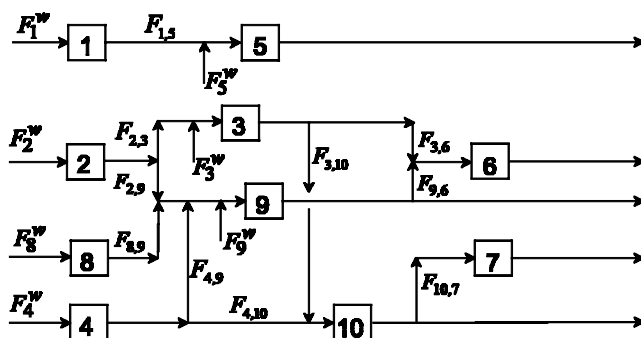 F₁ʷ 1 F₁,₅ 5
F₅ʷ
F₂ʷ 2 F₂,₃ 3 F₃,₆ 6
F₃ʷ F₃,₁₀
F₂,₉ 9 F₉,₆
F₈ʷ 8 F₈,₉ F₉ʷ 7
F₄,₉ F₁₀,₇
F₄ʷ 4 F₄,₁₀ 10